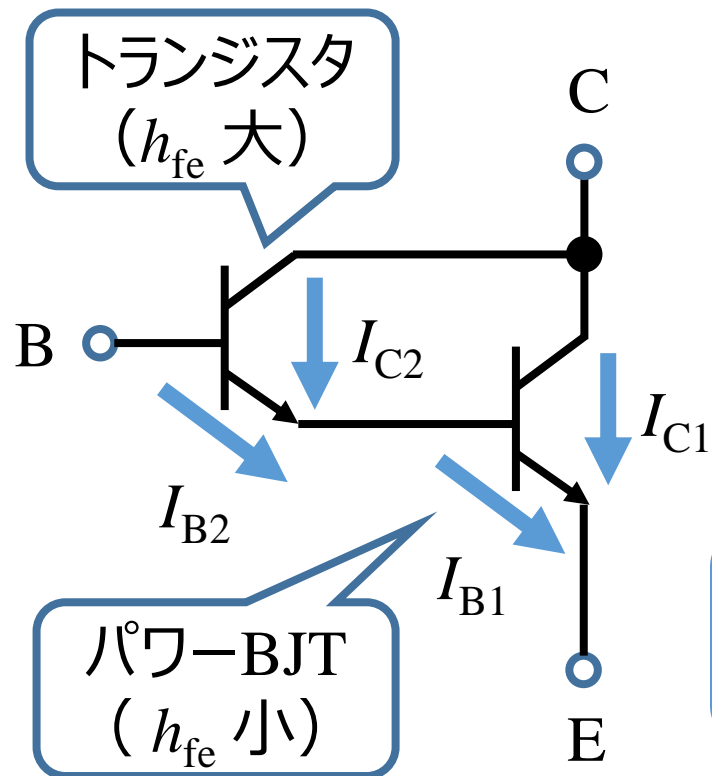 トランジスタ
（hfe 大）
C
B
IC2
IC1
IB2
IB1
パワーBJT
（ hfe 小）
E